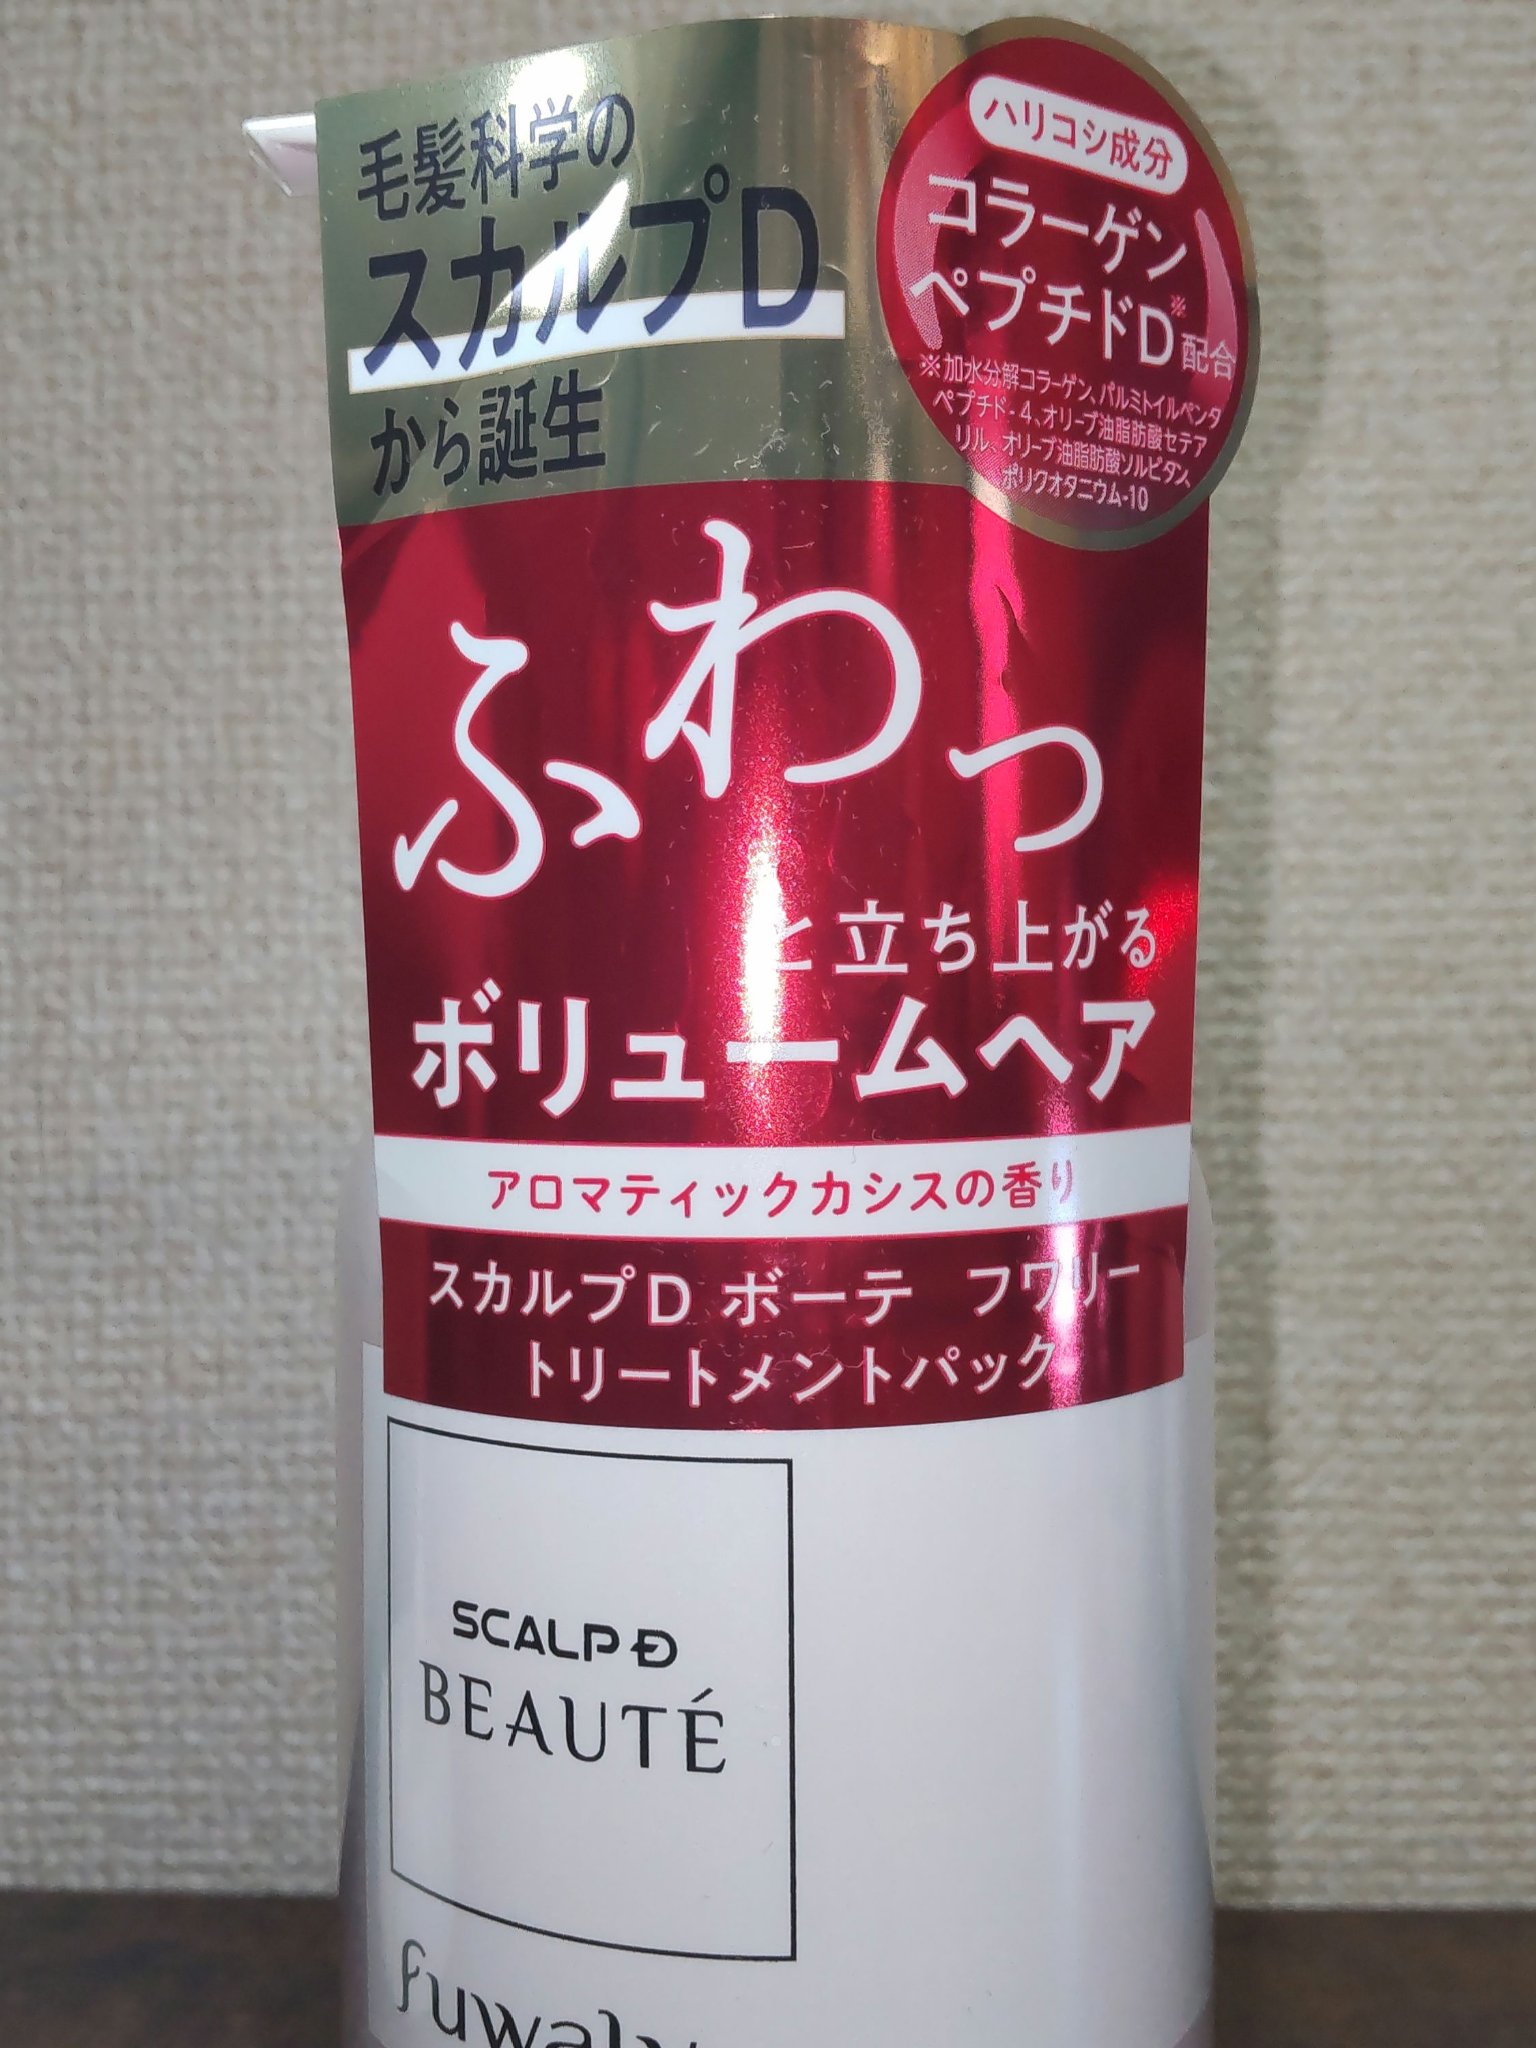 毛髪科学の
スカルプD
から誕生
ハリコシ成分
コラーゲン
ペプチドD※配合
※加水分解コラーゲン、パルミトイルペンタ
ペプチド-4、オリーブ油脂肪酸セテア
リル、オリーブ油脂肪酸ソルビタン、
ポリクオタニウム-10
ふわっ
と立ち上がる
ボリュームヘア
アロマティックカシスの香り
スカルプD ボーテ フワリー
トリートメントパック
SCALP D
BEAUTÉ
fuwaly